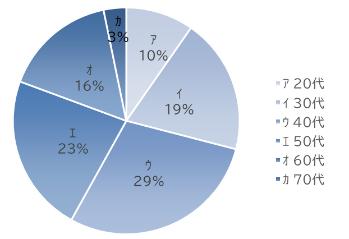 ｶ
3%
ｱ
10%
ｲ
19%
ｳ
29%
ｴ
23%
ｵ
16%
ｱ 20代
ｲ 30代
ｳ 40代
ｴ 50代
ｵ 60代
ｶ 70代